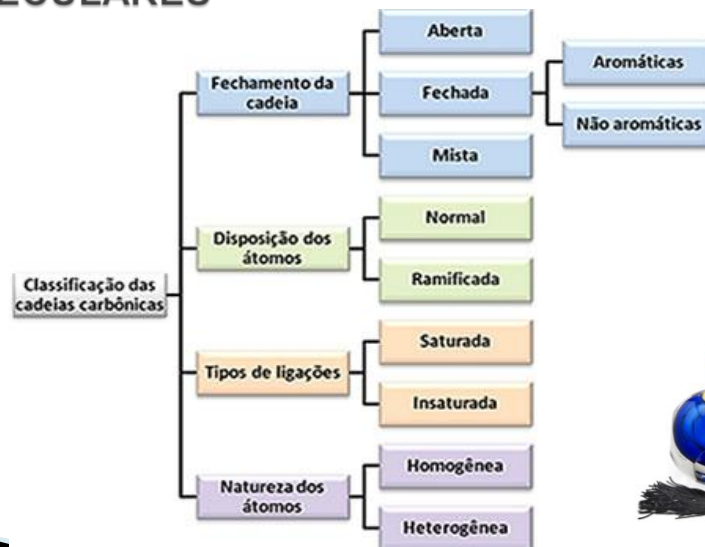 Aberta
Fechamento da
cadeia
Fechada
Aromáticas
Não aromáticas
Mista
Normal
Disposição dos
átomos
Ramificada
Classificação das
cadeias carbônicas
Saturada
Tipos de ligações
Insaturada
Homogênea
Natureza dos
átomos
Heterogênea